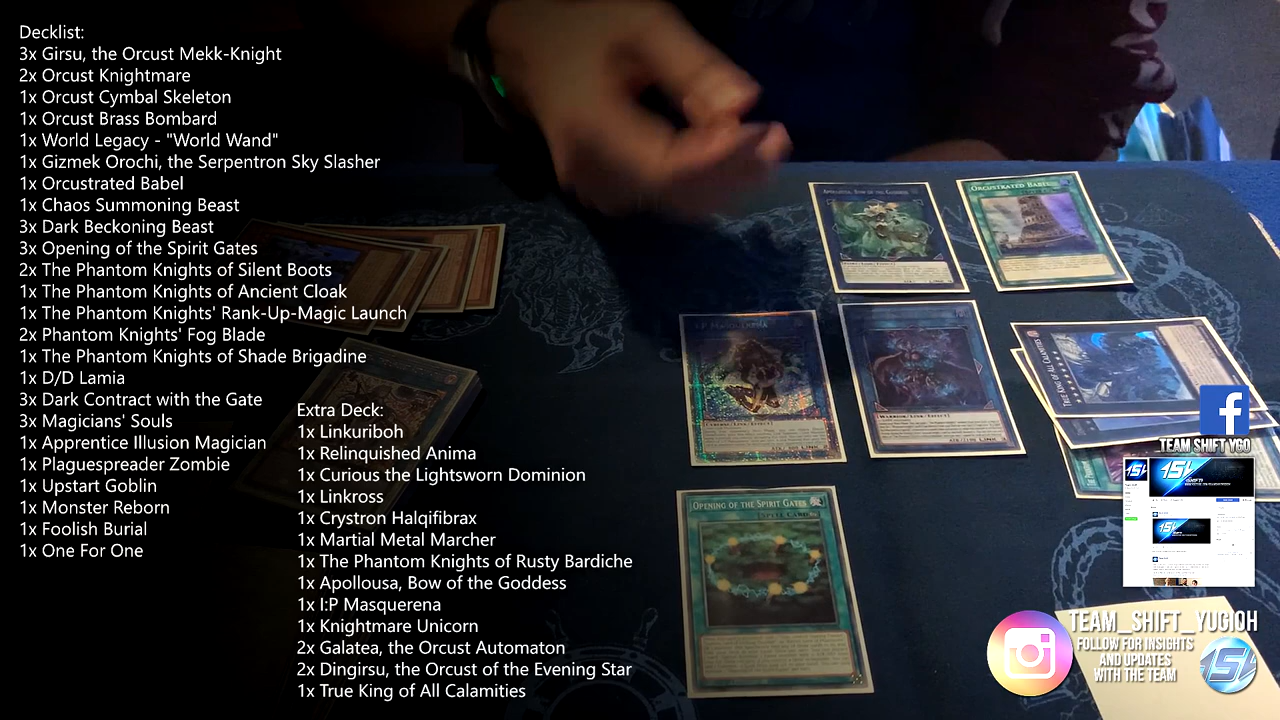 Decklist:
3x Girsu, the Orcust Mekk-Knight
2x Orcust Knightmare
1x Orcust Cymbal Skeleton
1x Orcust Brass Bombard
1x World Legacy - "World Wand"
1x Gizmek Orochi, the Serpentron Sky Slasher
1x Orcustrated Babel
1x Chaos Summoning Beast
3x Dark Beckoning Beast
3x Opening of the Spirit Gates
2x The Phantom Knights of Silent Boots
1x The Phantom Knights of Ancient Cloak
1x The Phantom Knights' Rank-Up-Magic Launch
2x Phantom Knights' Fog Blade
1x The Phantom Knights of Shade Brigadine
1x D/D Lamia
3x Dark Contract with the Gate
3x Magicians' Souls
1x Apprentice Illusion Magician
1x Plaguespreader Zombie
1x Upstart Goblin
1x Monster Reborn
1x Foolish Burial
1x One For One
Extra Deck:
1x Linkuriboh
1x Relinquished Anima
1x Curious the Lightsworn Dominion
1x Linkross
1x Crystron Halqifibrax
1x Martial Metal Marcher
1x The Phantom Knights of Rusty Bardiche
1x Apollousa, Bow of the Goddess
1x I:P Masquerena
1x Knightmare Unicorn
2x Galatea, the Orcust Automaton
2x Dingirsu, the Orcust of the Evening Star
1x True King of All Calamities
Apollousa, Bow of the Goddess
Orcustrated Babel
I:P Masquerena
True King of All Calamities
Opening of the Spirit Gates
Spell Card
TEAM SHIFT YGO
TEAM_SHIFT_YUGIOH
FOLLOW FOR INSIGHTS
AND UPDATES
WITH THE TEAM